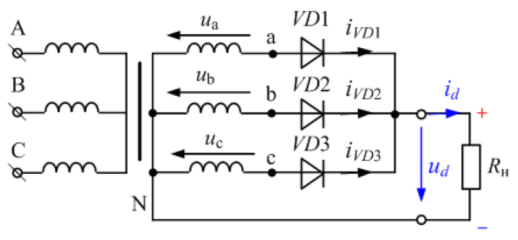 A u_a a VD1 i_VD1
B u_b b VD2 i_VD2 i_d +
C u_c c VD3 i_VD3 u_d R_н
N −